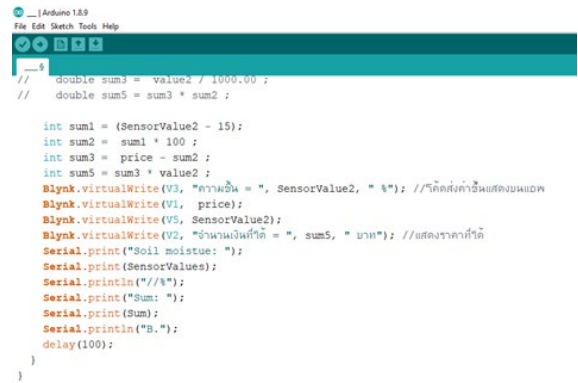 __ | Arduino 1.8.9
File Edit Sketch Tools Help
__ §
// double sum3 = value2 / 1000.00 ;
// double sum5 = sum3 * sum2 ;
int sum1 = (SensorValue2 - 15);
int sum2 = sum1 * 100 ;
int sum3 = price - sum2 ;
int sum5 = sum3 * value2 ;
Blynk.virtualWrite(V3, "ความชื้น = ", SensorValue2, " %"); //โค้ดส่งค่าชื้นแสดงบนแอพ
Blynk.virtualWrite(V1, price);
Blynk.virtualWrite(V5, SensorValue2);
Blynk.virtualWrite(V2, "จำนวนเงินที่ได้ = ", sum5, " บาท"); //แสดงราคาที่ได้
Serial.print("Soil moistue: ");
Serial.print(SensorValues);
Serial.println("//%");
Serial.print("Sum: ");
Serial.print(Sum);
Serial.println("B.");
delay(100);
}
}